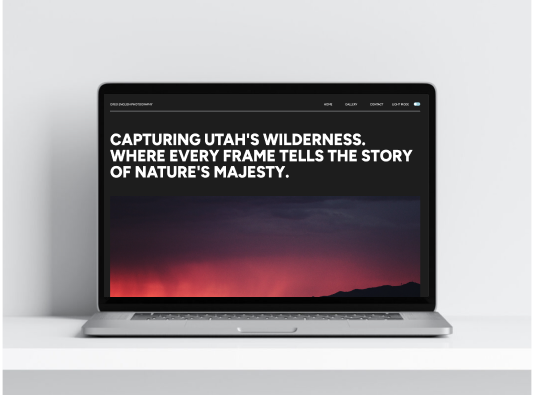 GREG ENGLISH PHOTOGRAPHY
HOME GALLERY CONTACT LIGHT MODE
CAPTURING UTAH'S WILDERNESS.
WHERE EVERY FRAME TELLS THE STORY
OF NATURE'S MAJESTY.